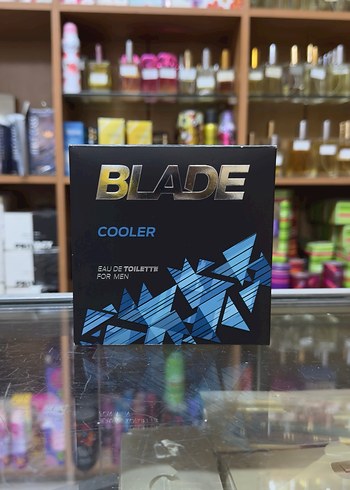 BLADE
COOLER
EAU DE TOILETTE
FOR MEN